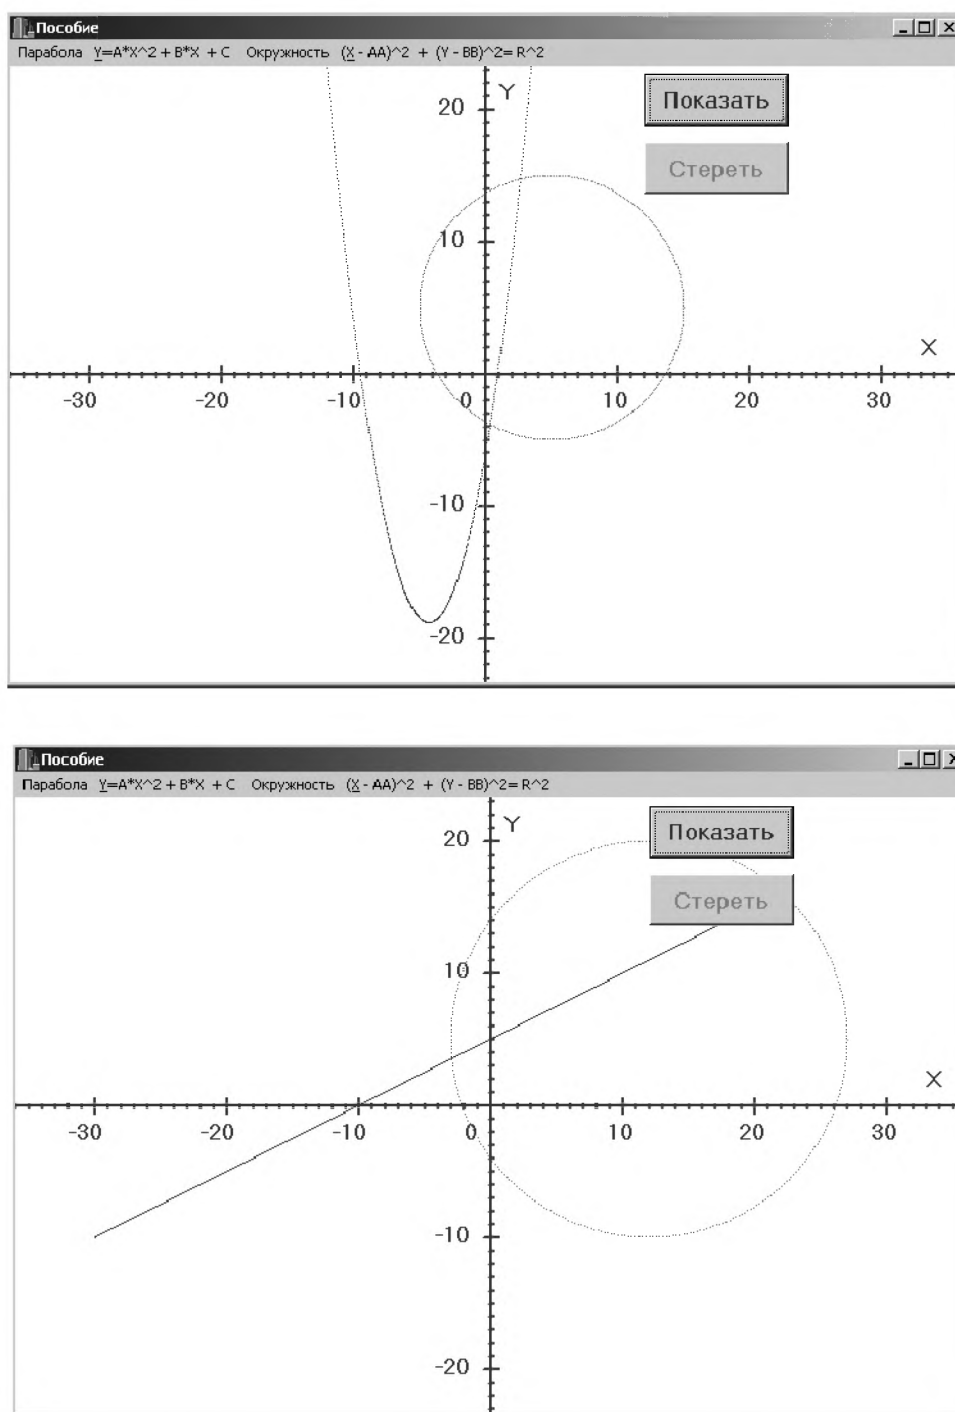 Пособие
Парабола Y=A*X^2 + B*X + C Окружность (X - AA)^2 + (Y - BB)^2= R^2
Y
20
Показать
Стереть
10
X
-30 -20 -10 0 10 20 30
-10
-20
Пособие
Парабола Y=A*X^2 + B*X + C Окружность (X - AA)^2 + (Y - BB)^2= R^2
Y
20
Показать
Стереть
10
X
-30 -20 -10 0 10 20 30
-10
-20